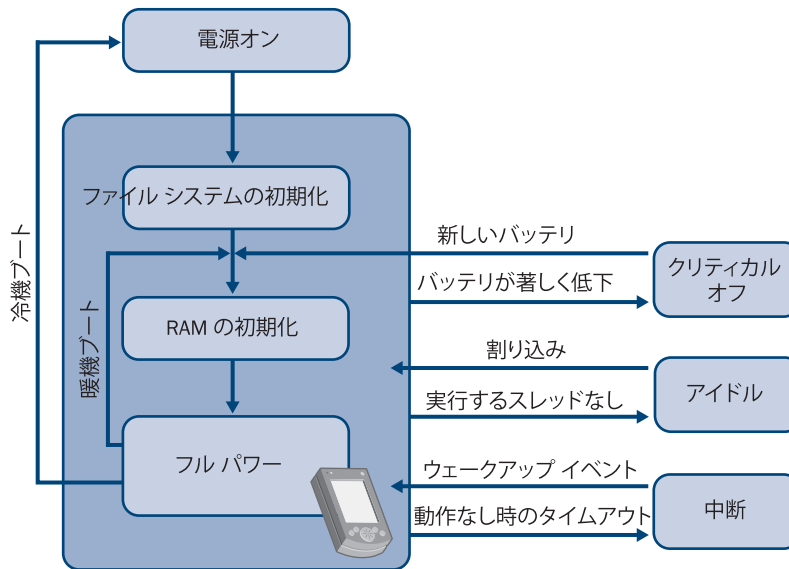 電源オン
ファイル システムの初期化
新しいバッテリ
クリティカル
オフ
バッテリが著しく低下
冷機ブート
暖機ブート
RAM の初期化
割り込み
アイドル
実行するスレッドなし
フル パワー
ウェークアップ イベント
中断
動作なし時のタイムアウト